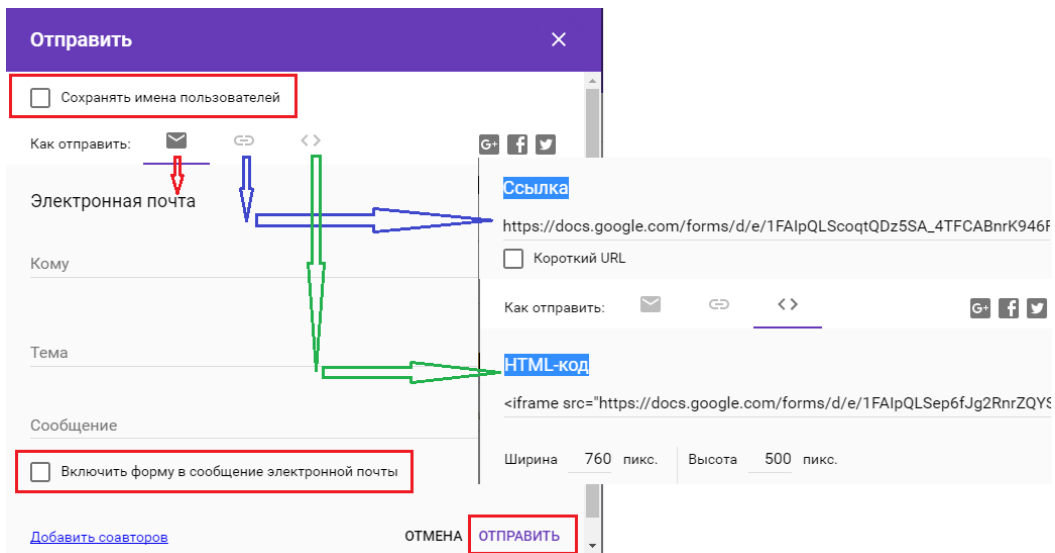 Отправить
Сохранять имена пользователей
Как отправить:
G+
Электронная почта
Кому
Тема
Сообщение
Включить форму в сообщение электронной почты
Добавить соавторов
ОТМЕНА ОТПРАВИТЬ
Ссылка
https://docs.google.com/forms/d/e/1FAIpQLScoqtQDz5SA_4TFCABnrK946F
Короткий URL
Как отправить:
G+
HTML-код
<iframe src="https://docs.google.com/forms/d/e/1FAIpQLSep6fJg2RnrZQYS
Ширина 760 пикс. Высота 500 пикс.